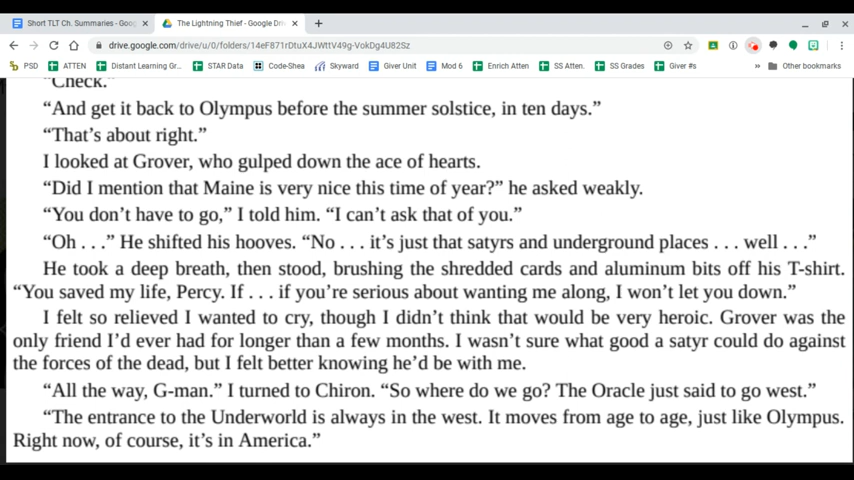 Short TLT Ch. Summaries - Goog
The Lightning Thief - Google Driv
drive.google.com/drive/u/0/folders/14eF871rDtuX4JWttV49g-VokDg4U82Sz
PSD
ATTEN
Distant Learning Gr...
STAR Data
Code-Shea
Skyward
Giver Unit
Mod 6
Enrich Atten
SS Atten.
SS Grades
Giver #s
»
Other bookmarks
“Check.”
“And get it back to Olympus before the summer solstice, in ten days.”
“That’s about right.”
I looked at Grover, who gulped down the ace of hearts.
“Did I mention that Maine is very nice this time of year?” he asked weakly.
“You don’t have to go,” I told him. “I can’t ask that of you.”
“Oh . . .” He shifted his hooves. “No . . . it’s just that satyrs and underground places . . . well . . .”
He took a deep breath, then stood, brushing the shredded cards and aluminum bits off his T-shirt.
“You saved my life, Percy. If . . . if you’re serious about wanting me along, I won’t let you down.”
I felt so relieved I wanted to cry, though I didn’t think that would be very heroic. Grover was the
only friend I’d ever had for longer than a few months. I wasn’t sure what good a satyr could do against
the forces of the dead, but I felt better knowing he’d be with me.
“All the way, G-man.” I turned to Chiron. “So where do we go? The Oracle just said to go west.”
“The entrance to the Underworld is always in the west. It moves from age to age, just like Olympus.
Right now, of course, it’s in America.”